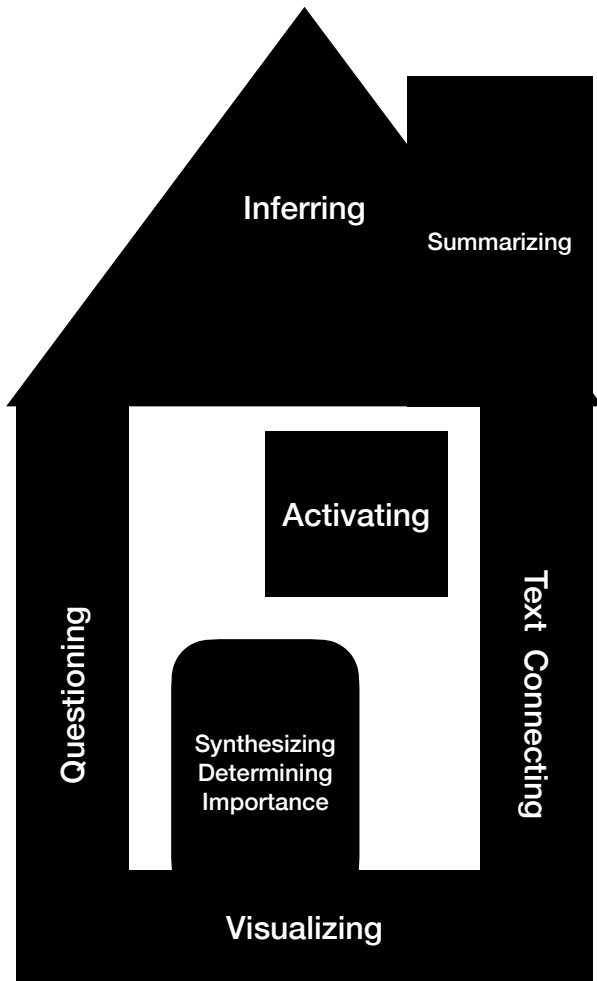 Inferring
Summarizing
Activating
Questioning
Text Connecting
Synthesizing
Determining
Importance
Visualizing